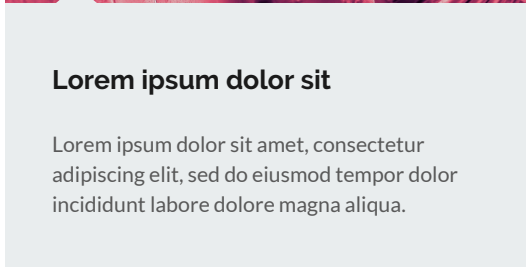 Lorem ipsum dolor sit
Lorem ipsum dolor sit amet, consectetur
adipiscing elit, sed do eiusmod tempor dolor
incididunt labore dolore magna aliqua.